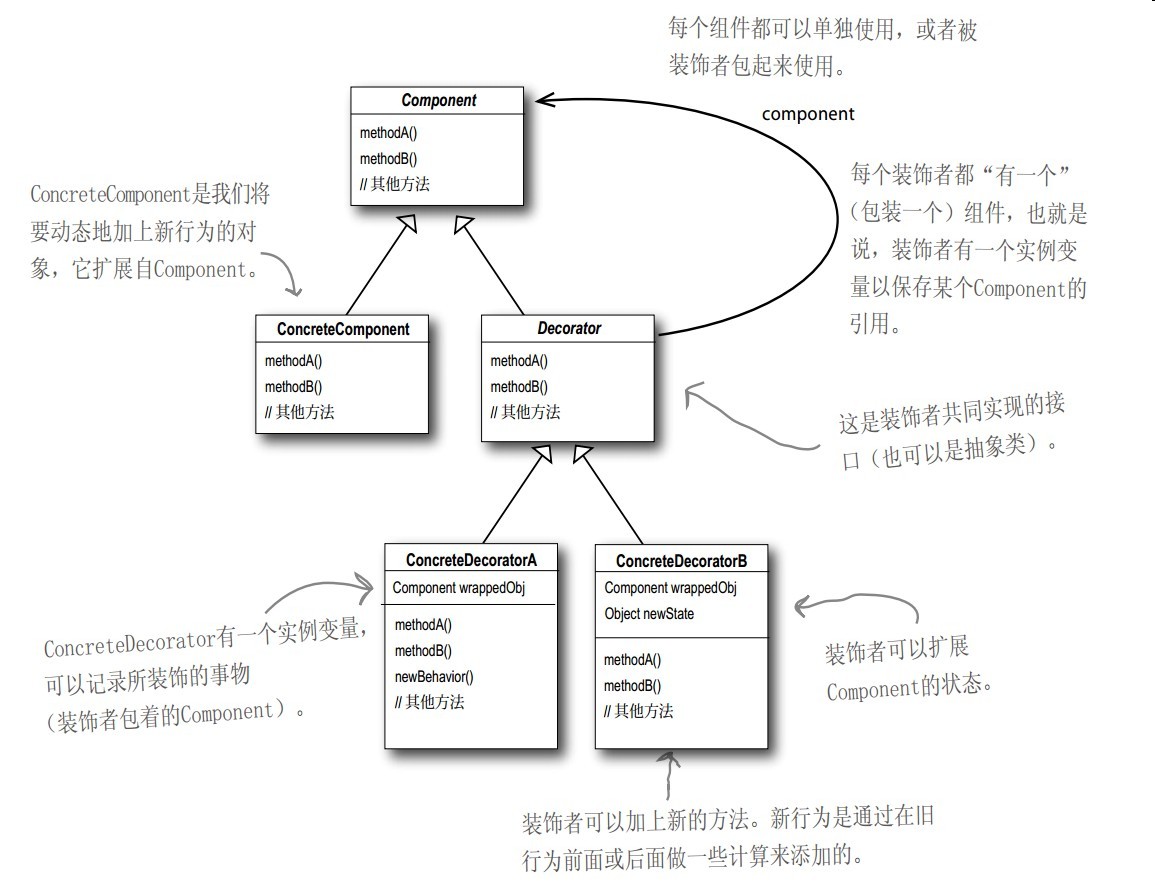 每个组件都可以单独使用，或者被
装饰者包起来使用。
Component
methodA()
methodB()
// 其他方法
component
ConcreteComponent是我们将
要动态地加上新行为的对
象，它扩展自Component。
每个装饰者都“有一个”
（包装一个）组件，也就是
说，装饰者有一个实例变
量以保存某个Component的
引用。
ConcreteComponent
methodA()
methodB()
// 其他方法
Decorator
methodA()
methodB()
// 其他方法
这是装饰者共同实现的接
口（也可以是抽象类）。
ConcreteDecoratorA
Component wrappedObj
methodA()
methodB()
newBehavior()
// 其他方法
ConcreteDecoratorB
Component wrappedObj
Object newState
methodA()
methodB()
// 其他方法
ConcreteDecorator有一个实例变量，
可以记录所装饰的事物
（装饰者包着的Component）。
装饰者可以扩展
Component的状态。
装饰者可以加上新的方法。新行为是通过在旧
行为前面或后面做一些计算来添加的。